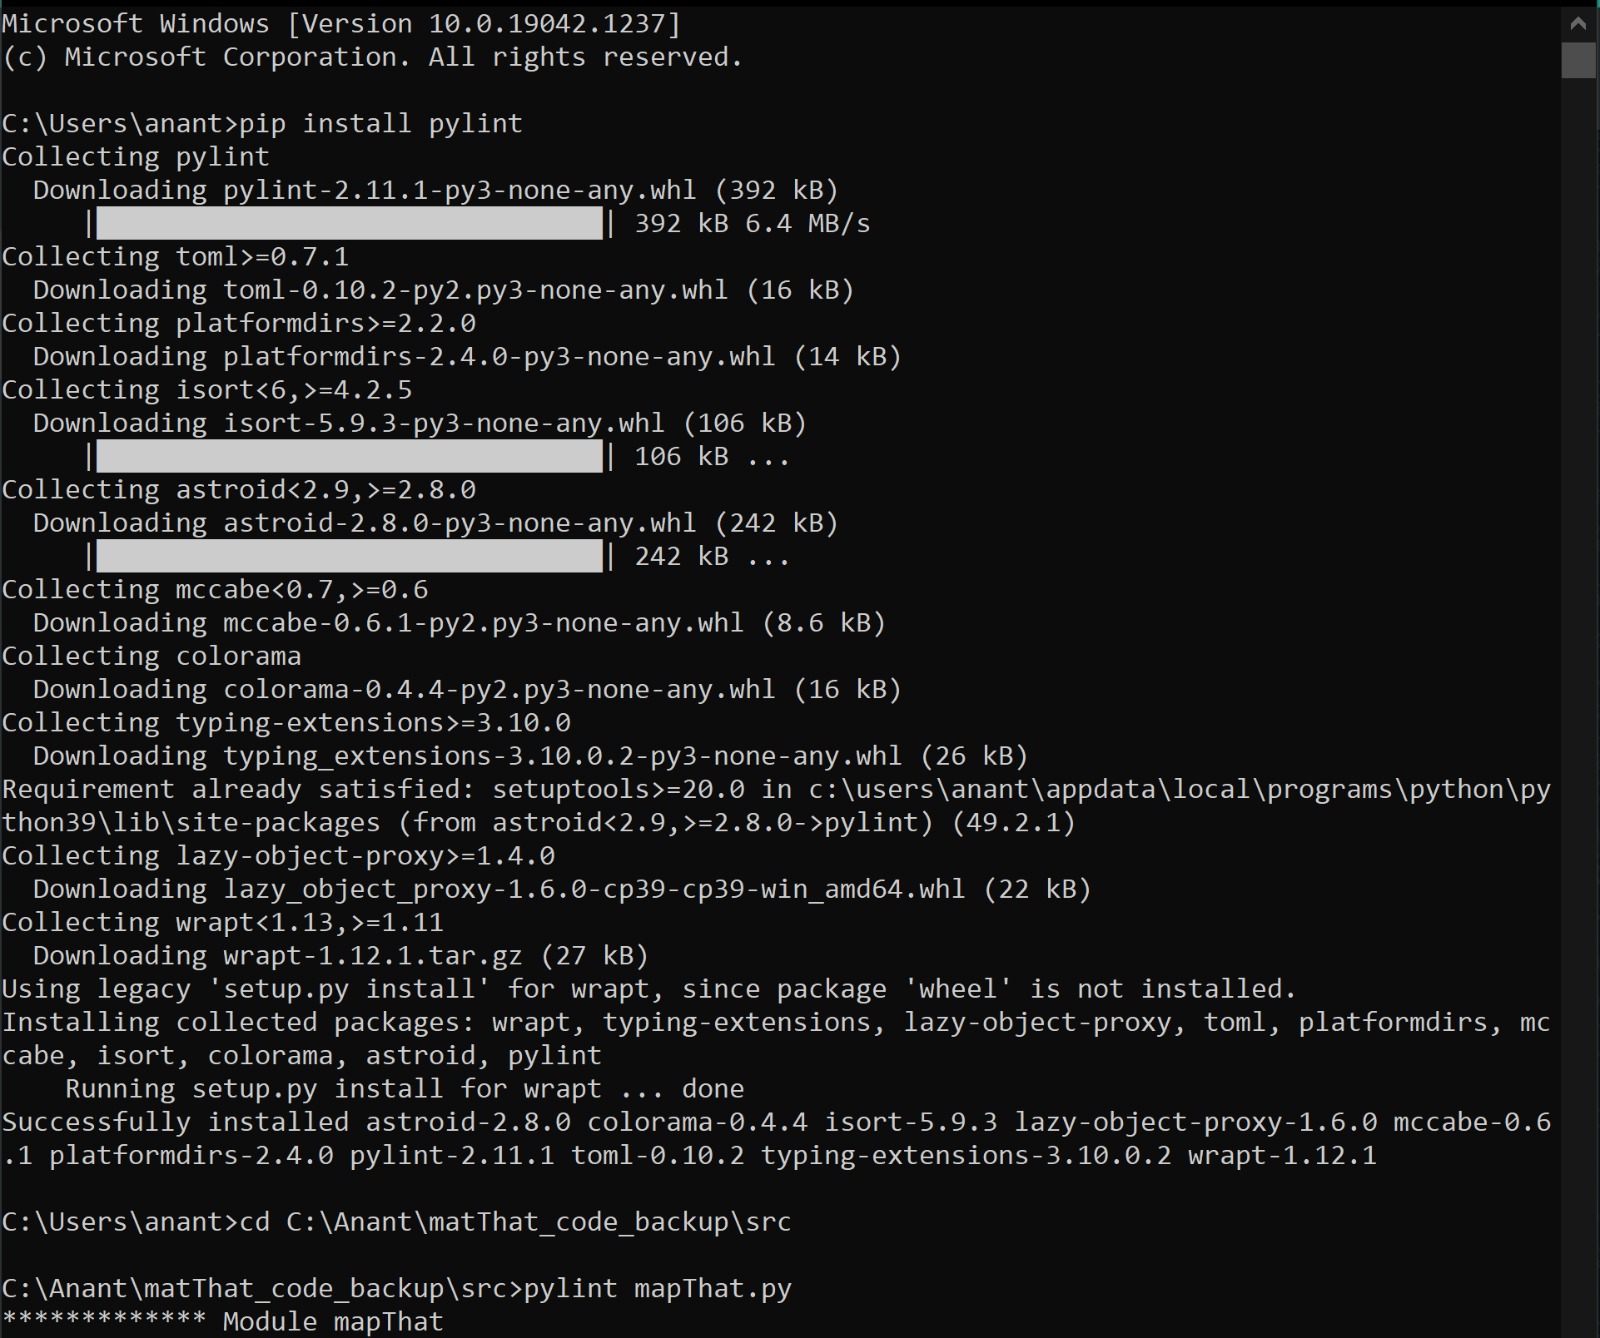 Microsoft Windows [Version 10.0.19042.1237]
(c) Microsoft Corporation. All rights reserved.

C:\Users\anant>pip install pylint
Collecting pylint
  Downloading pylint-2.11.1-py3-none-any.whl (392 kB)
     || 392 kB 6.4 MB/s
Collecting toml>=0.7.1
  Downloading toml-0.10.2-py2.py3-none-any.whl (16 kB)
Collecting platformdirs>=2.2.0
  Downloading platformdirs-2.4.0-py3-none-any.whl (14 kB)
Collecting isort<6,>=4.2.5
  Downloading isort-5.9.3-py3-none-any.whl (106 kB)
     || 106 kB ...
Collecting astroid<2.9,>=2.8.0
  Downloading astroid-2.8.0-py3-none-any.whl (242 kB)
     || 242 kB ...
Collecting mccabe<0.7,>=0.6
  Downloading mccabe-0.6.1-py2.py3-none-any.whl (8.6 kB)
Collecting colorama
  Downloading colorama-0.4.4-py2.py3-none-any.whl (16 kB)
Collecting typing-extensions>=3.10.0
  Downloading typing_extensions-3.10.0.2-py3-none-any.whl (26 kB)
Requirement already satisfied: setuptools>=20.0 in c:\users\anant\appdata\local\programs\python\py
thon39\lib\site-packages (from astroid<2.9,>=2.8.0->pylint) (49.2.1)
Collecting lazy-object-proxy>=1.4.0
  Downloading lazy_object_proxy-1.6.0-cp39-cp39-win_amd64.whl (22 kB)
Collecting wrapt<1.13,>=1.11
  Downloading wrapt-1.12.1.tar.gz (27 kB)
Using legacy 'setup.py install' for wrapt, since package 'wheel' is not installed.
Installing collected packages: wrapt, typing-extensions, lazy-object-proxy, toml, platformdirs, mc
cabe, isort, colorama, astroid, pylint
    Running setup.py install for wrapt ... done
Successfully installed astroid-2.8.0 colorama-0.4.4 isort-5.9.3 lazy-object-proxy-1.6.0 mccabe-0.6
.1 platformdirs-2.4.0 pylint-2.11.1 toml-0.10.2 typing-extensions-3.10.0.2 wrapt-1.12.1

C:\Users\anant>cd C:\Anant\matThat_code_backup\src

C:\Anant\matThat_code_backup\src>pylint mapThat.py
************* Module mapThat